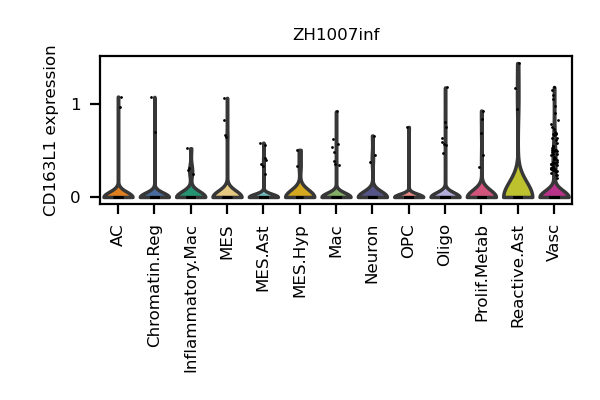 ZH1007inf
CD163L1 expression
1
0
AC
Chromatin.Reg
Inflammatory.Mac
MES
MES.Ast
MES.Hyp
Mac
Neuron
OPC
Oligo
Prolif.Metab
Reactive.Ast
Vasc